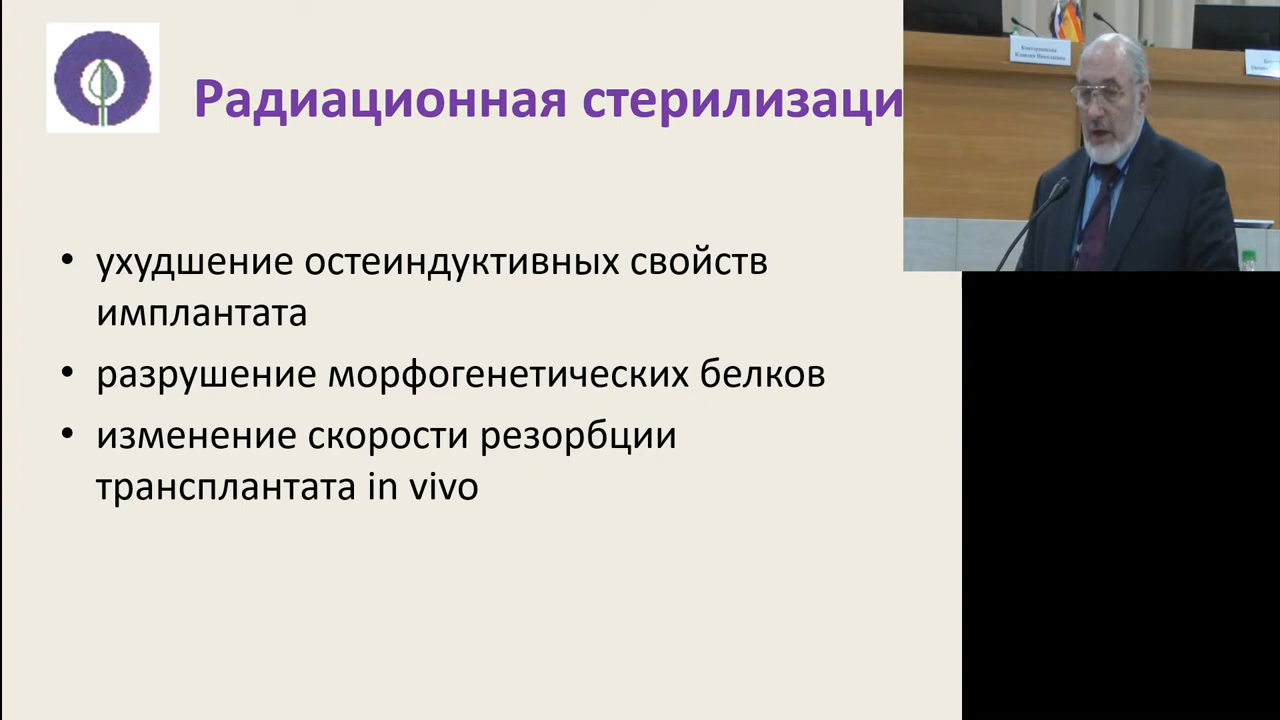 Радиационная стерилизаци
ухудшение остеиндуктивных свойств
имплантата
разрушение морфогенетических белков
изменение скорости резорбции
трансплантата in vivo